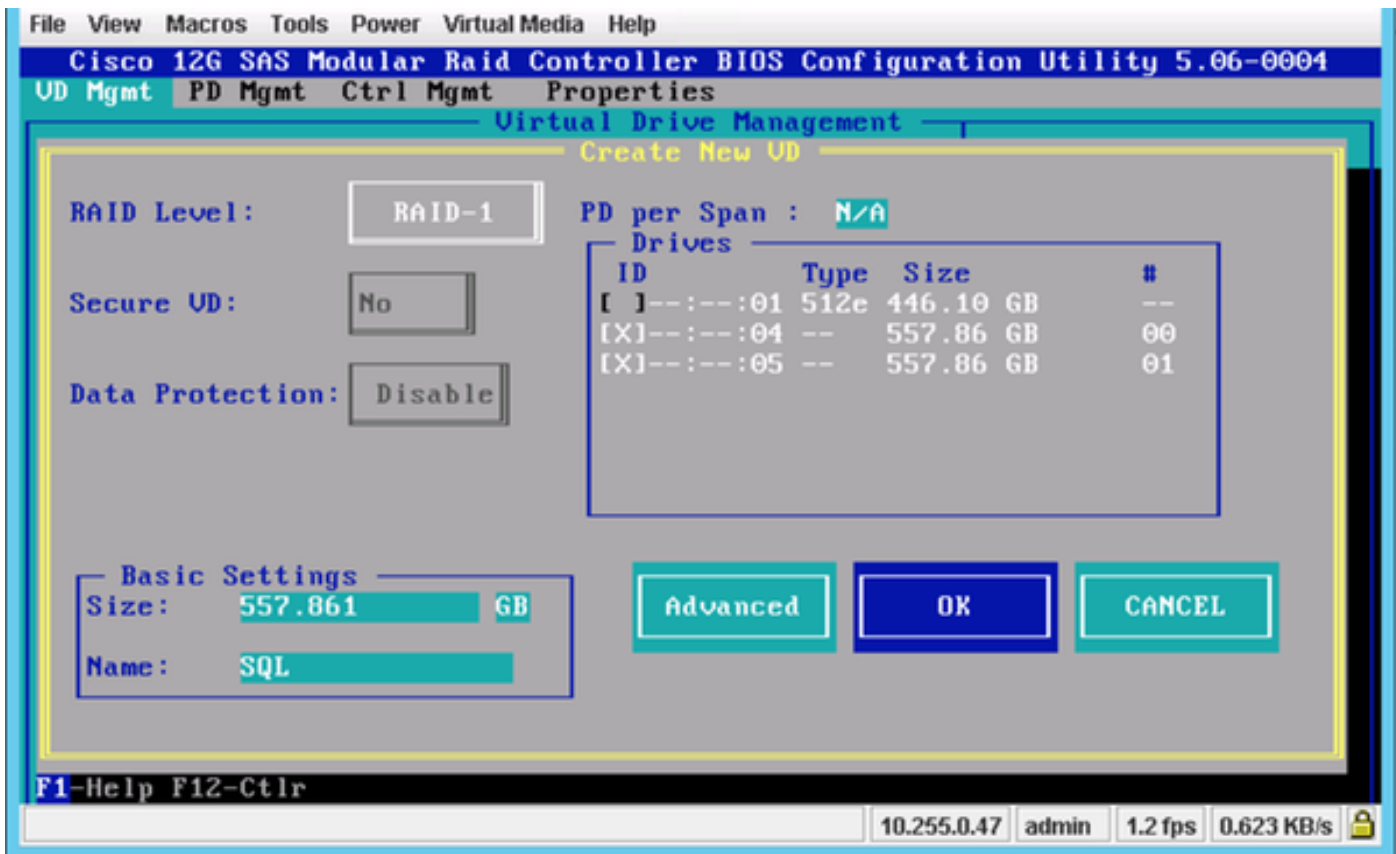 File View Macros Tools Power Virtual Media Help
Cisco 12G SAS Modular Raid Controller BIOS Configuration Utility 5.06-0004
VD Mgmt PD Mgmt Ctrl Mgmt Properties
Virtual Drive Management
Create New VD
RAID Level: RAID-1 PD per Span : N/A
Drives
ID Type Size #
Secure VD: No [ ]--:--:01 512e 446.10 GB --
[X]--:--:04 -- 557.86 GB 00
[X]--:--:05 -- 557.86 GB 01
Data Protection: Disable
Basic Settings
Size: 557.861 GB Advanced OK CANCEL
Name: SQL
F1-Help F12-Ctlr
10.255.0.47 admin 1.2 fps 0.623 KB/s